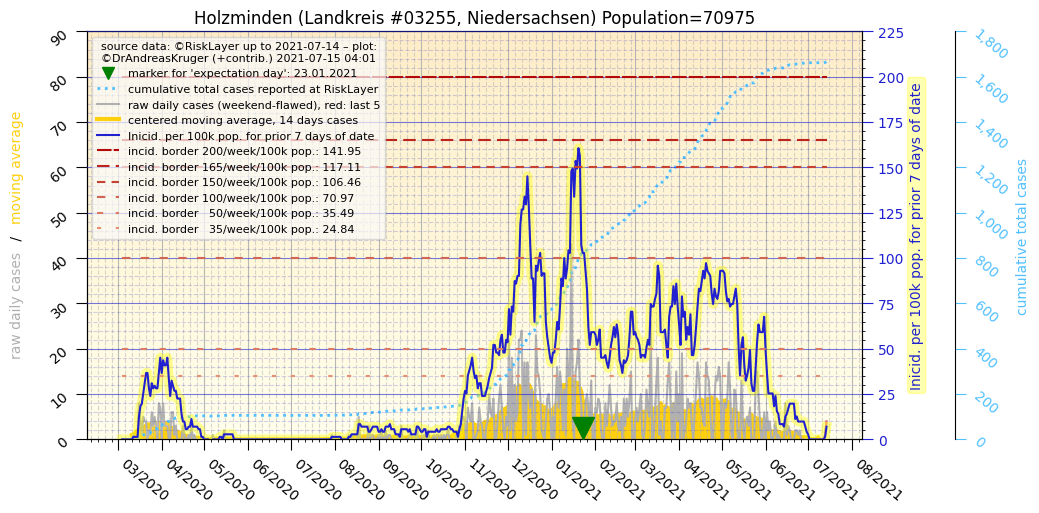 Holzminden (Landkreis #03255, Niedersachsen) Population=70975
source data: ©RiskLayer up to 2021-07-14 – plot:
©DrAndreasKruger (+contrib.) 2021-07-15 04:01
marker for 'expectation day': 23.01.2021
cumulative total cases reported at RiskLayer
raw daily cases (weekend-flawed), red: last 5
centered moving average, 14 days cases
Inicid. per 100k pop. for prior 7 days of date
incid. border 200/week/100k pop.: 141.95
incid. border 165/week/100k pop.: 117.11
incid. border 150/week/100k pop.: 106.46
incid. border 100/week/100k pop.: 70.97
incid. border   50/week/100k pop.: 35.49
incid. border   35/week/100k pop.: 24.84
raw daily cases / moving average
90
80
70
60
50
40
30
20
10
0
03/2020
04/2020
05/2020
06/2020
07/2020
08/2020
09/2020
10/2020
11/2020
12/2020
01/2021
02/2021
03/2021
04/2021
05/2021
06/2021
07/2021
08/2021
225
200
175
150
125
100
75
50
25
0
Inicid. per 100k pop. for prior 7 days of date
1,800
1,600
1,400
1,200
1,000
800
600
400
200
0
cumulative total cases